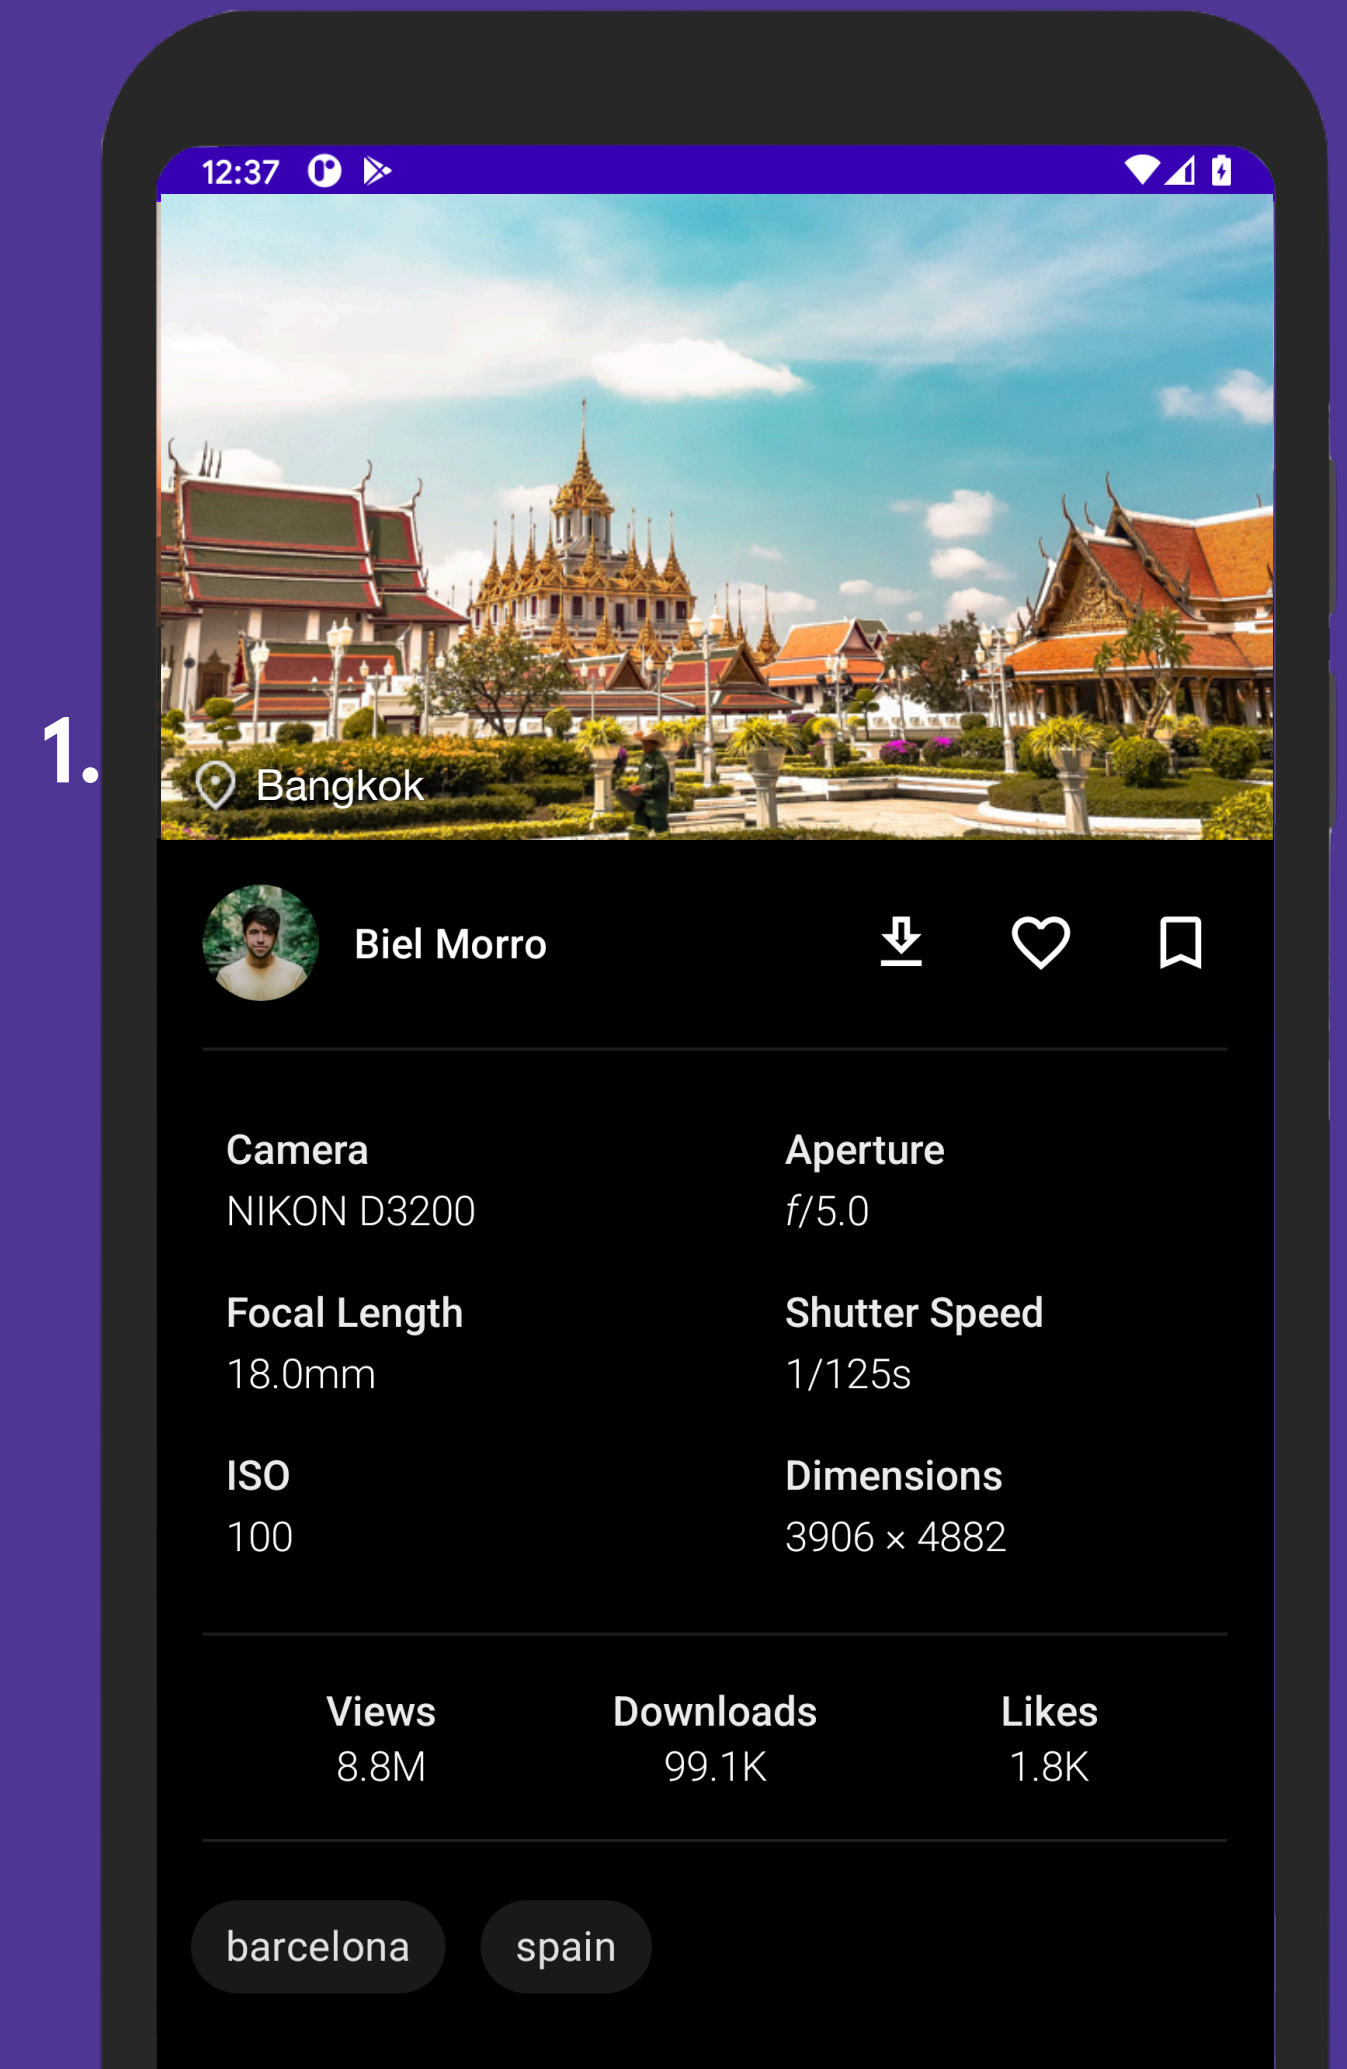 12:37
1.
Bangkok
Biel Morro
Camera
NIKON D3200
Aperture
f/5.0
Focal Length
18.0mm
Shutter Speed
1/125s
ISO
100
Dimensions
3906 × 4882
Views
8.8M
Downloads
99.1K
Likes
1.8K
barcelona
spain